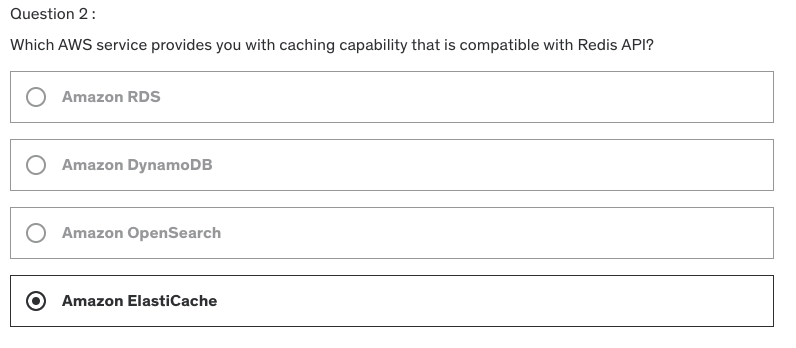 Question 2 :
Which AWS service provides you with caching capability that is compatible with Redis API?
Amazon RDS
Amazon DynamoDB
Amazon OpenSearch
Amazon ElastiCache